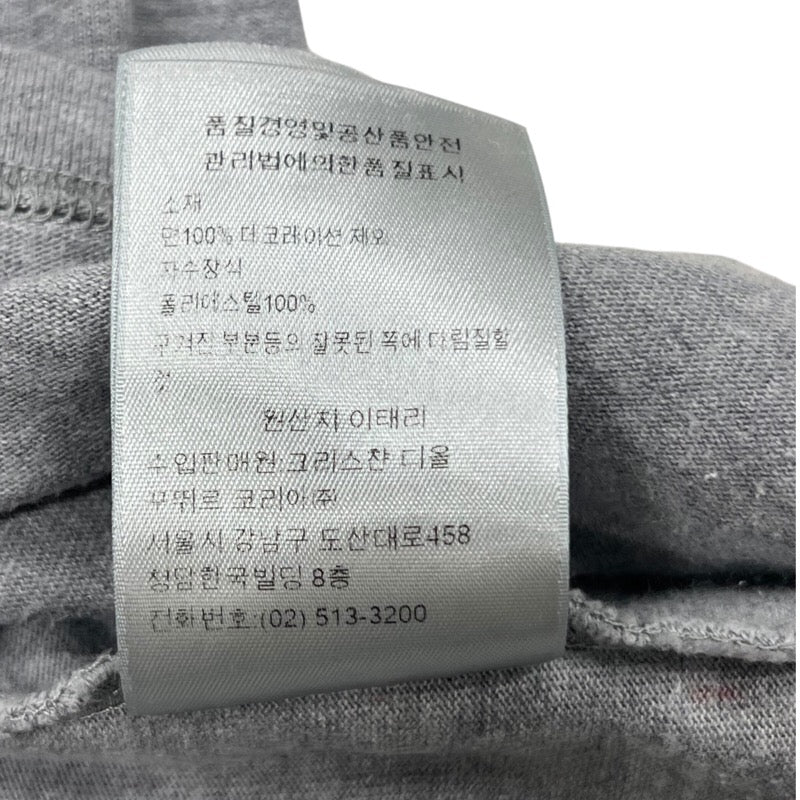 품질경영및공산품안전
관리법에의한품질표시
소재
면100% 더코레이션 제외
자수장식
폴리에스텔100%
구겨진 부분등의 잘못된 폭에 다림질할
것
원산지 이태리
수입판매원:크리스챤 디올
꾸뛰르 코리아(주)
서울시 강남구 도산대로458
청담한국빌딩 8층
전화번호:(02) 513-3200